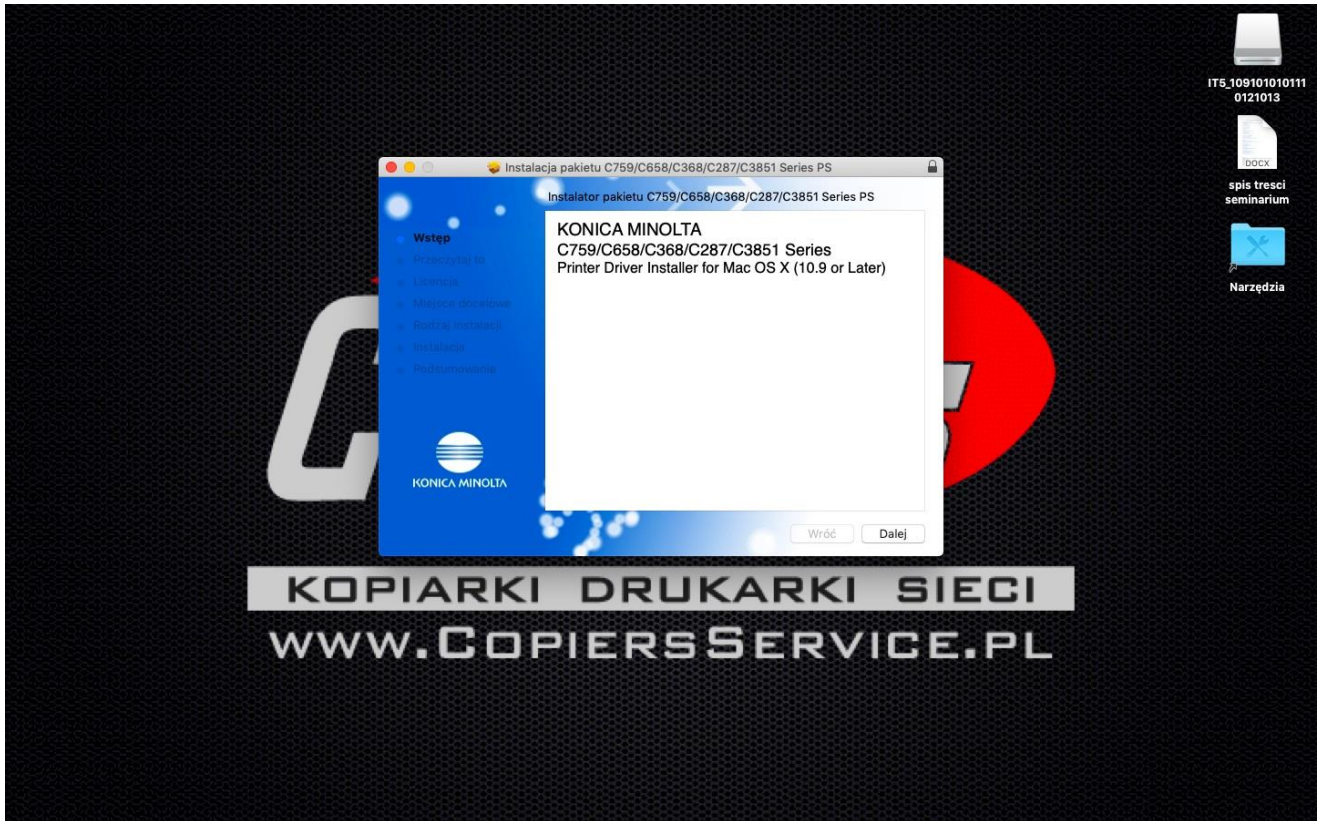 IT5_109101010111
0121013
DOCX
spis tresci
seminarium
Narzędzia
Instalacja pakietu C759/C658/C368/C287/C3851 Series PS
Instalator pakietu C759/C658/C368/C287/C3851 Series PS
Wstęp
Przeczytaj to
Licencja
Miejsce docelowe
Rodzaj instalacji
Instalacja
Podsumowanie
KONICA MINOLTA
C759/C658/C368/C287/C3851 Series
Printer Driver Installer for Mac OS X (10.9 or Later)
KONICA MINOLTA
Wróć
Dalej
KOPIARKI DRUKARKI SIECI
www.CopiersService.pl